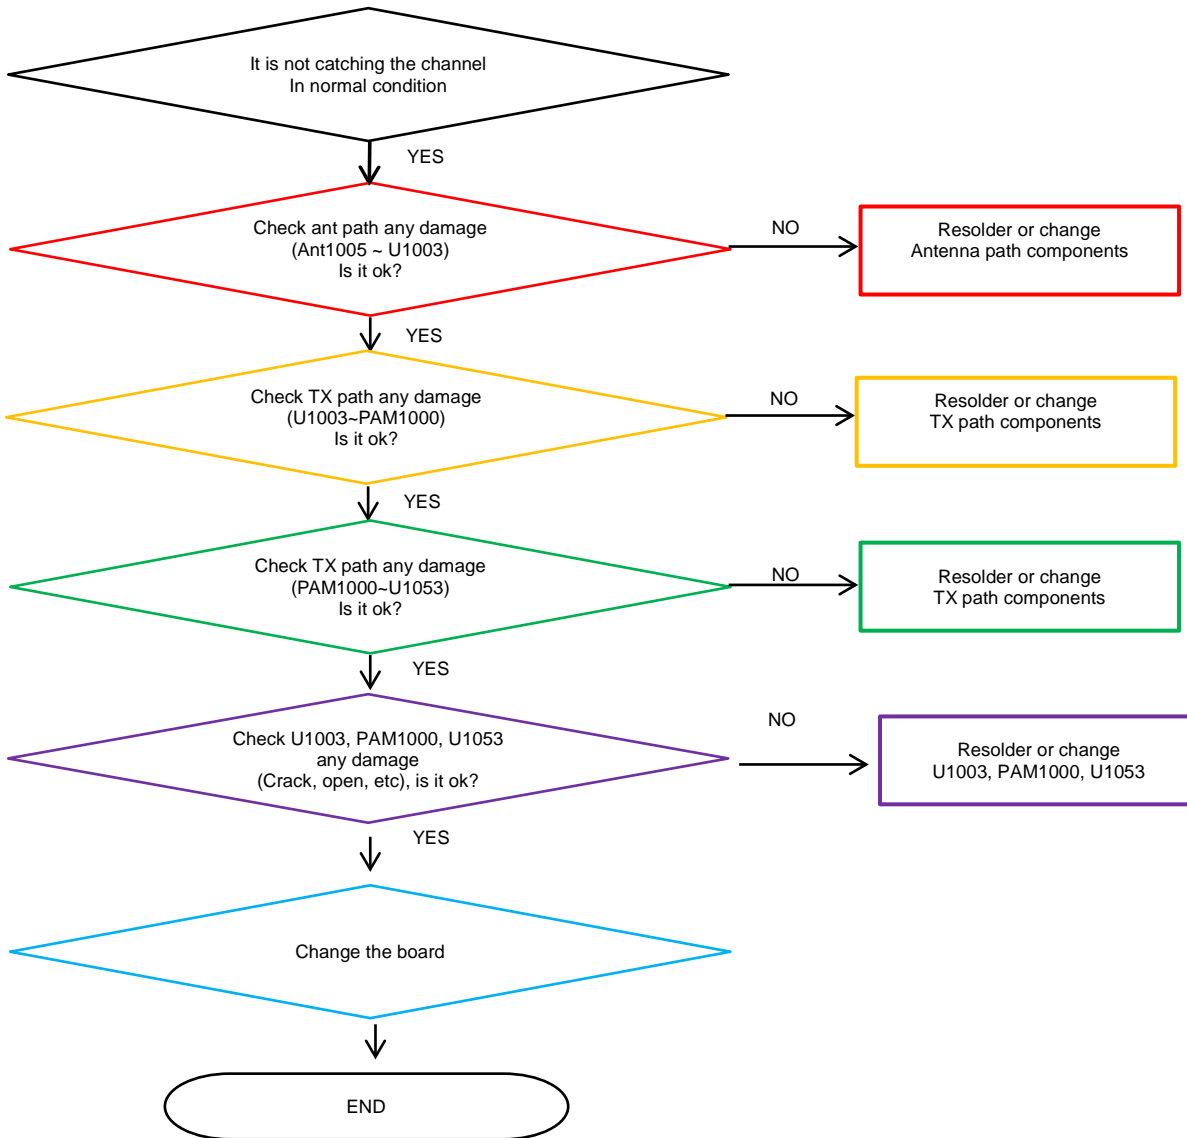 It is not catching the channel
In normal condition
YES
Check ant path any damage
(Ant1005 ~ U1003)
Is it ok?
NO
Resolder or change
Antenna path components
YES
Check TX path any damage
(U1003~PAM1000)
Is it ok?
NO
Resolder or change
TX path components
YES
Check TX path any damage
(PAM1000~U1053)
Is it ok?
NO
Resolder or change
TX path components
YES
Check U1003, PAM1000, U1053
any damage
(Crack, open, etc), is it ok?
NO
Resolder or change
U1003, PAM1000, U1053
YES
Change the board
END